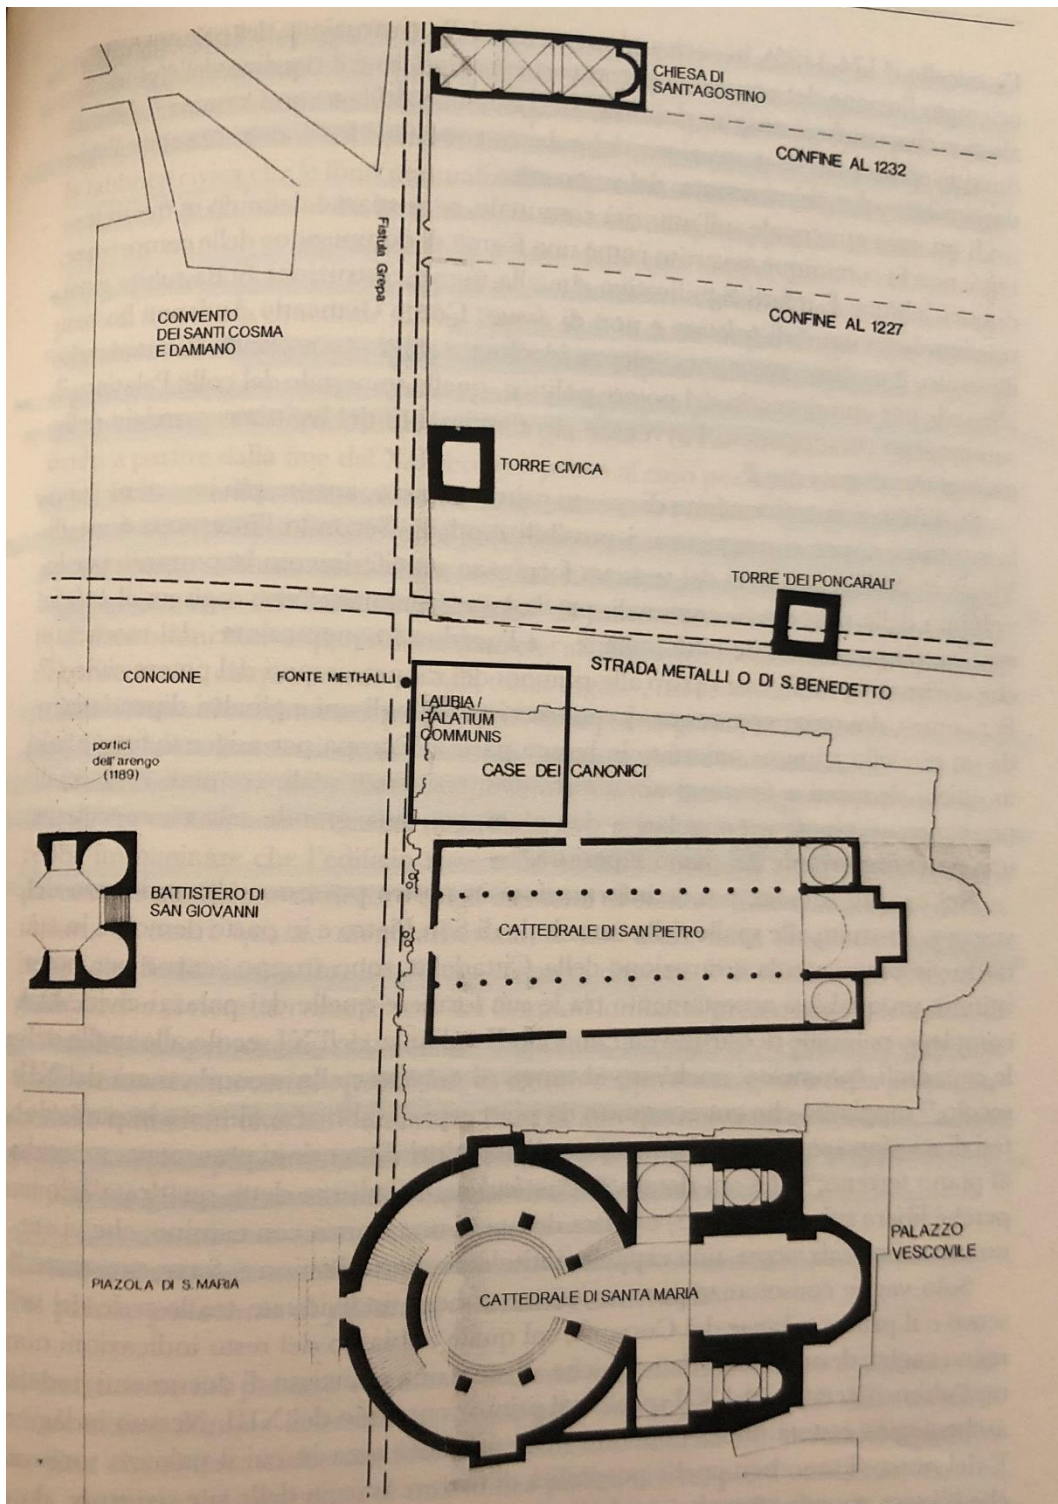 CHIESA DI
SANT'AGOSTINO
CONFINE AL 1232
Fistula Grepa
CONFINE AL 1227
CONVENTO
DEI SANTI COSMA
E DAMIANO
TORRE CIVICA
TORRE 'DEI PONCARALI'
STRADA METALLI O DI S.BENEDETTO
CONCIONE
FONTE METHALLI
LAUBIA /
PALATIUM
COMMUNIS
portici
dell'arengo
(1189)
CASE DEI CANONICI
BATTISTERO DI
SAN GIOVANNI
CATTEDRALE DI SAN PIETRO
PALAZZO
VESCOVILE
PIAZOLA DI S.MARIA
CATTEDRALE DI SANTA MARIA